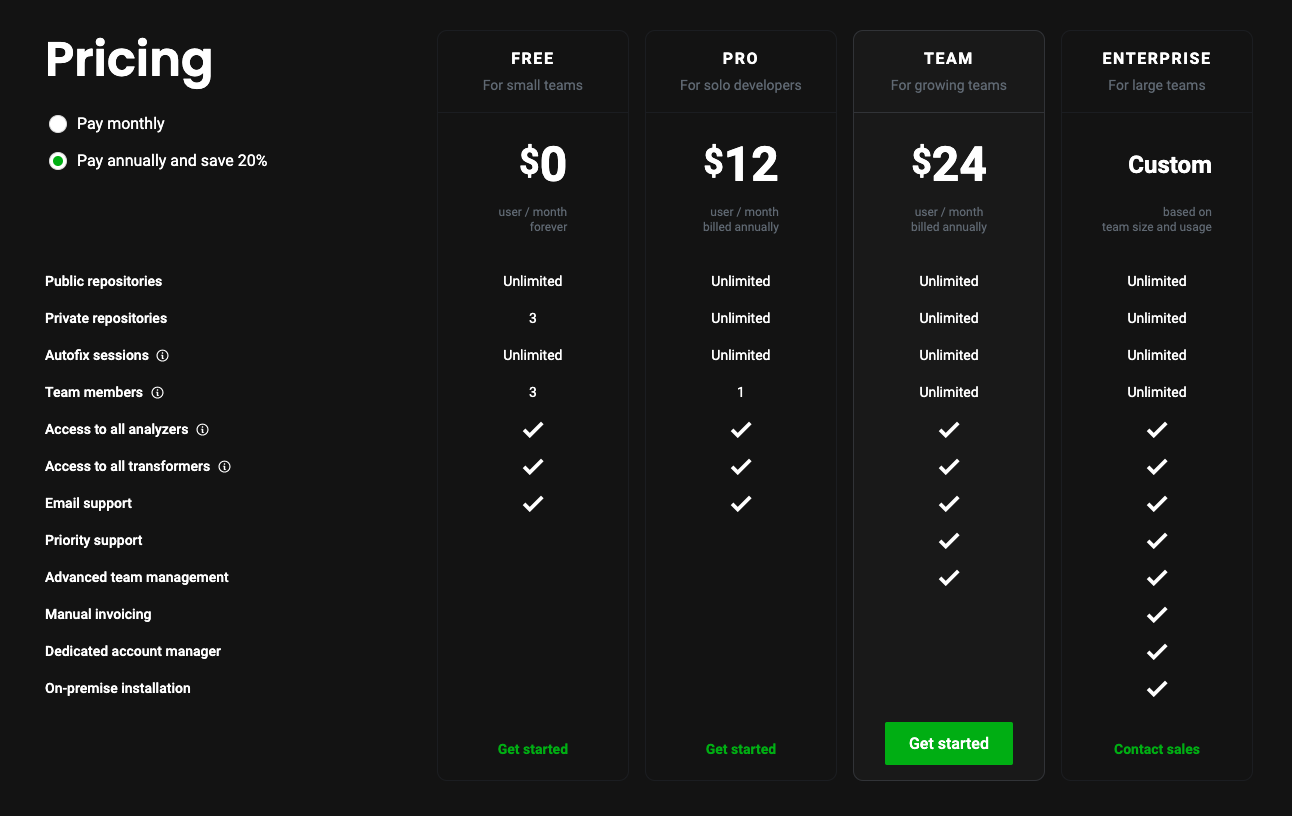 Pricing
Pay monthly
Pay annually and save 20%
FREE
For small teams
$0
user / month
forever
PRO
For solo developers
$12
user / month
billed annually
TEAM
For growing teams
$24
user / month
billed annually
ENTERPRISE
For large teams
Custom
based on
team size and usage
Public repositories Unlimited Unlimited Unlimited Unlimited
Private repositories 3 Unlimited Unlimited Unlimited
Autofix sessions Unlimited Unlimited Unlimited Unlimited
Team members 3 1 Unlimited Unlimited
Access to all analyzers
Access to all transformers
Email support
Priority support
Advanced team management
Manual invoicing
Dedicated account manager
On-premise installation
Get started Get started Get started Contact sales